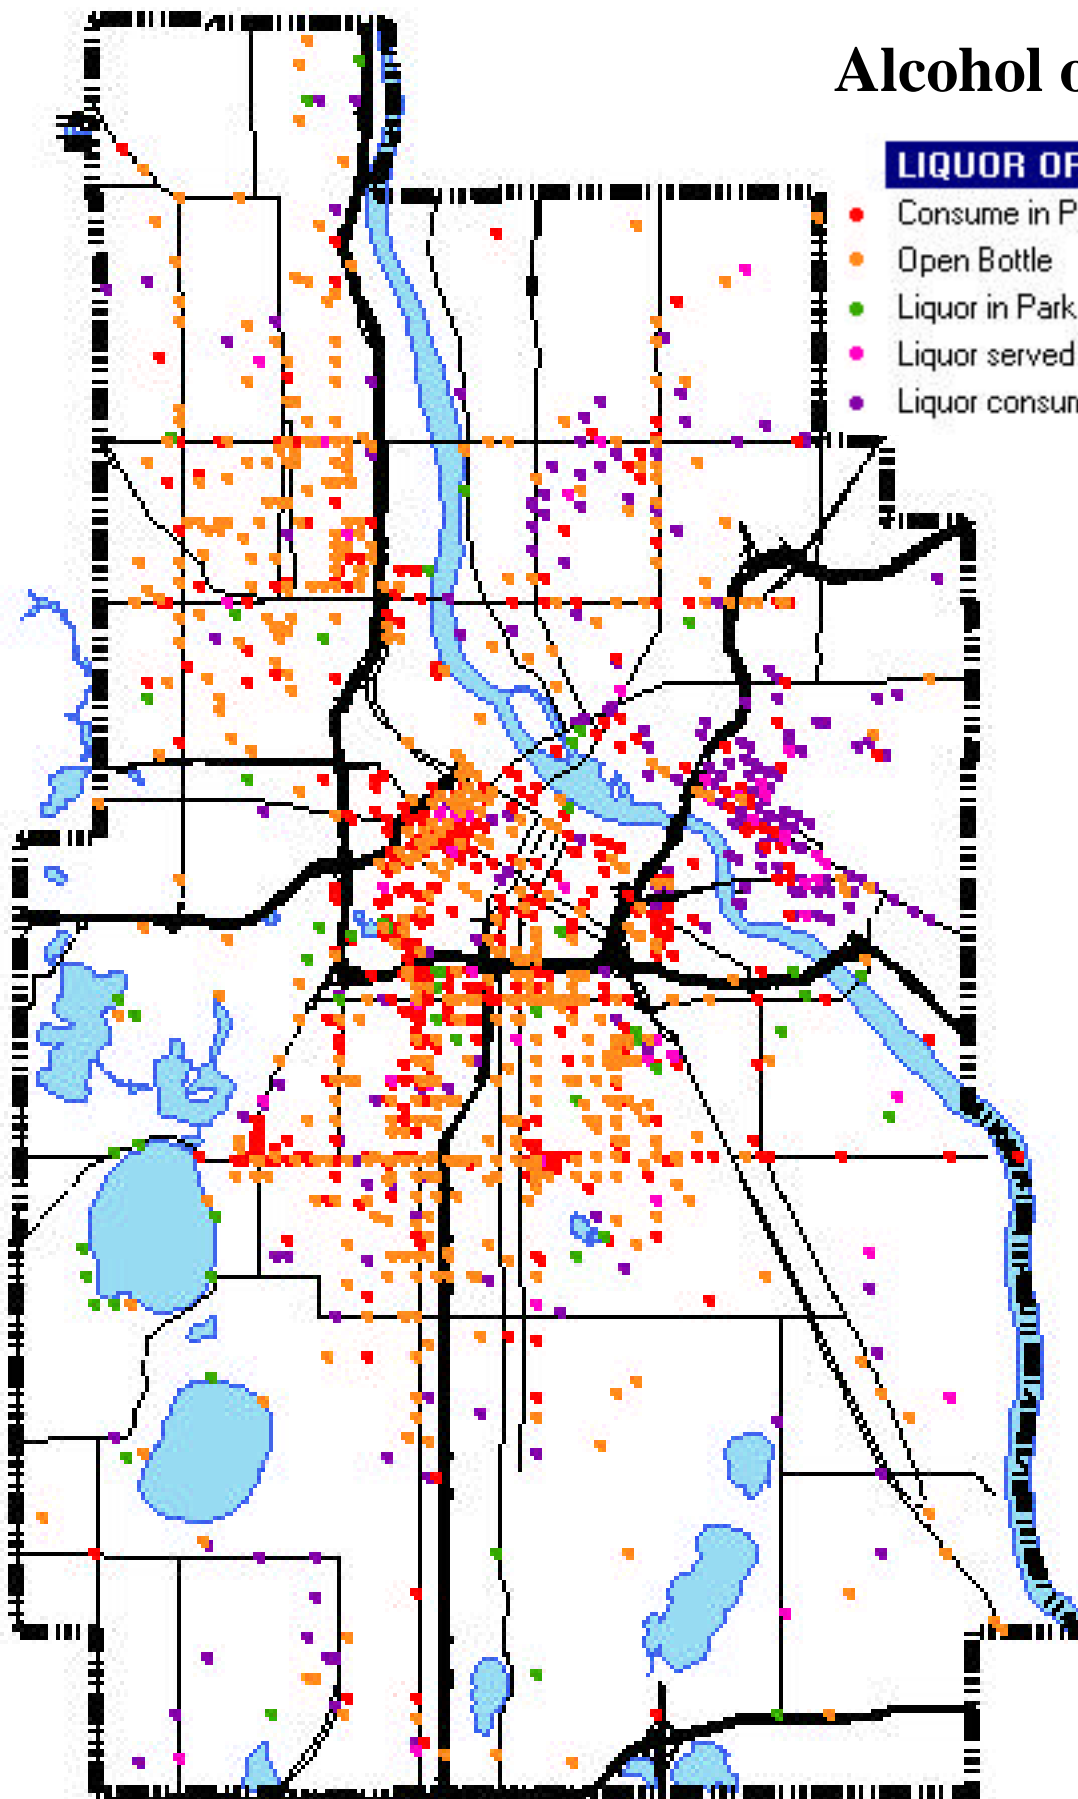 Alcohol o
LIQUOR OF
Consume in P
Open Bottle
Liquor in Park
Liquor served
Liquor consum